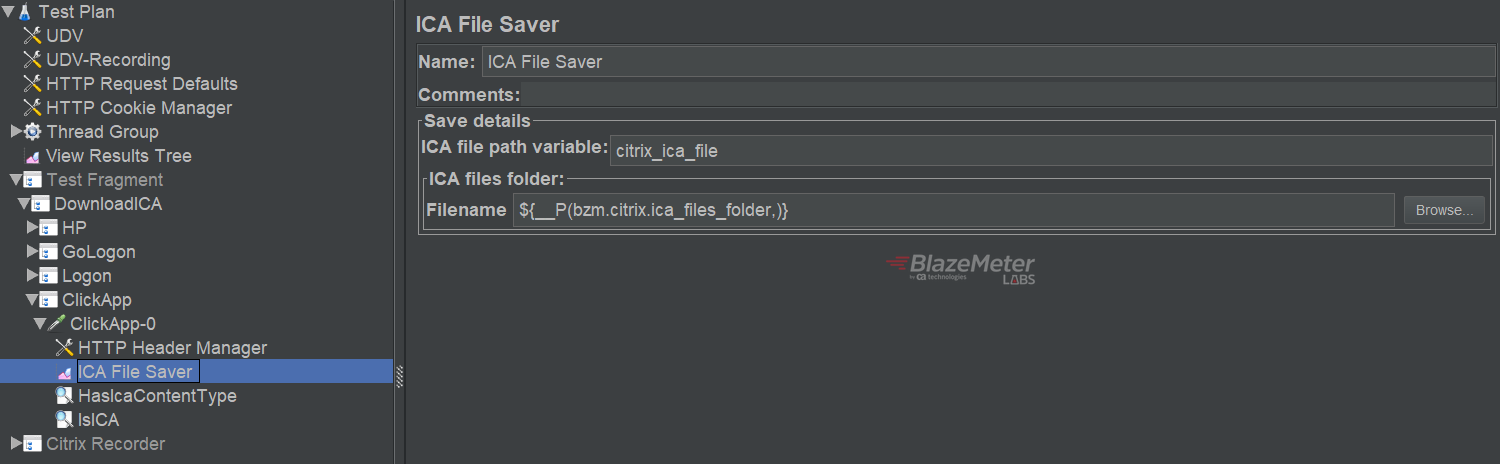 Test Plan
UDV
UDV-Recording
HTTP Request Defaults
HTTP Cookie Manager
Thread Group
View Results Tree
Test Fragment
DownloadICA
HP
GoLogon
Logon
ClickApp
ClickApp-0
HTTP Header Manager
ICA File Saver
HasIcaContentType
IsICA
Citrix Recorder
ICA File Saver
Name: ICA File Saver
Comments:
Save details
ICA file path variable: citrix_ica_file
ICA files folder:
Filename ${__P(bzm.citrix.ica_files_folder,)} Browse...
BlazeMeter
by ca technologies
LABS